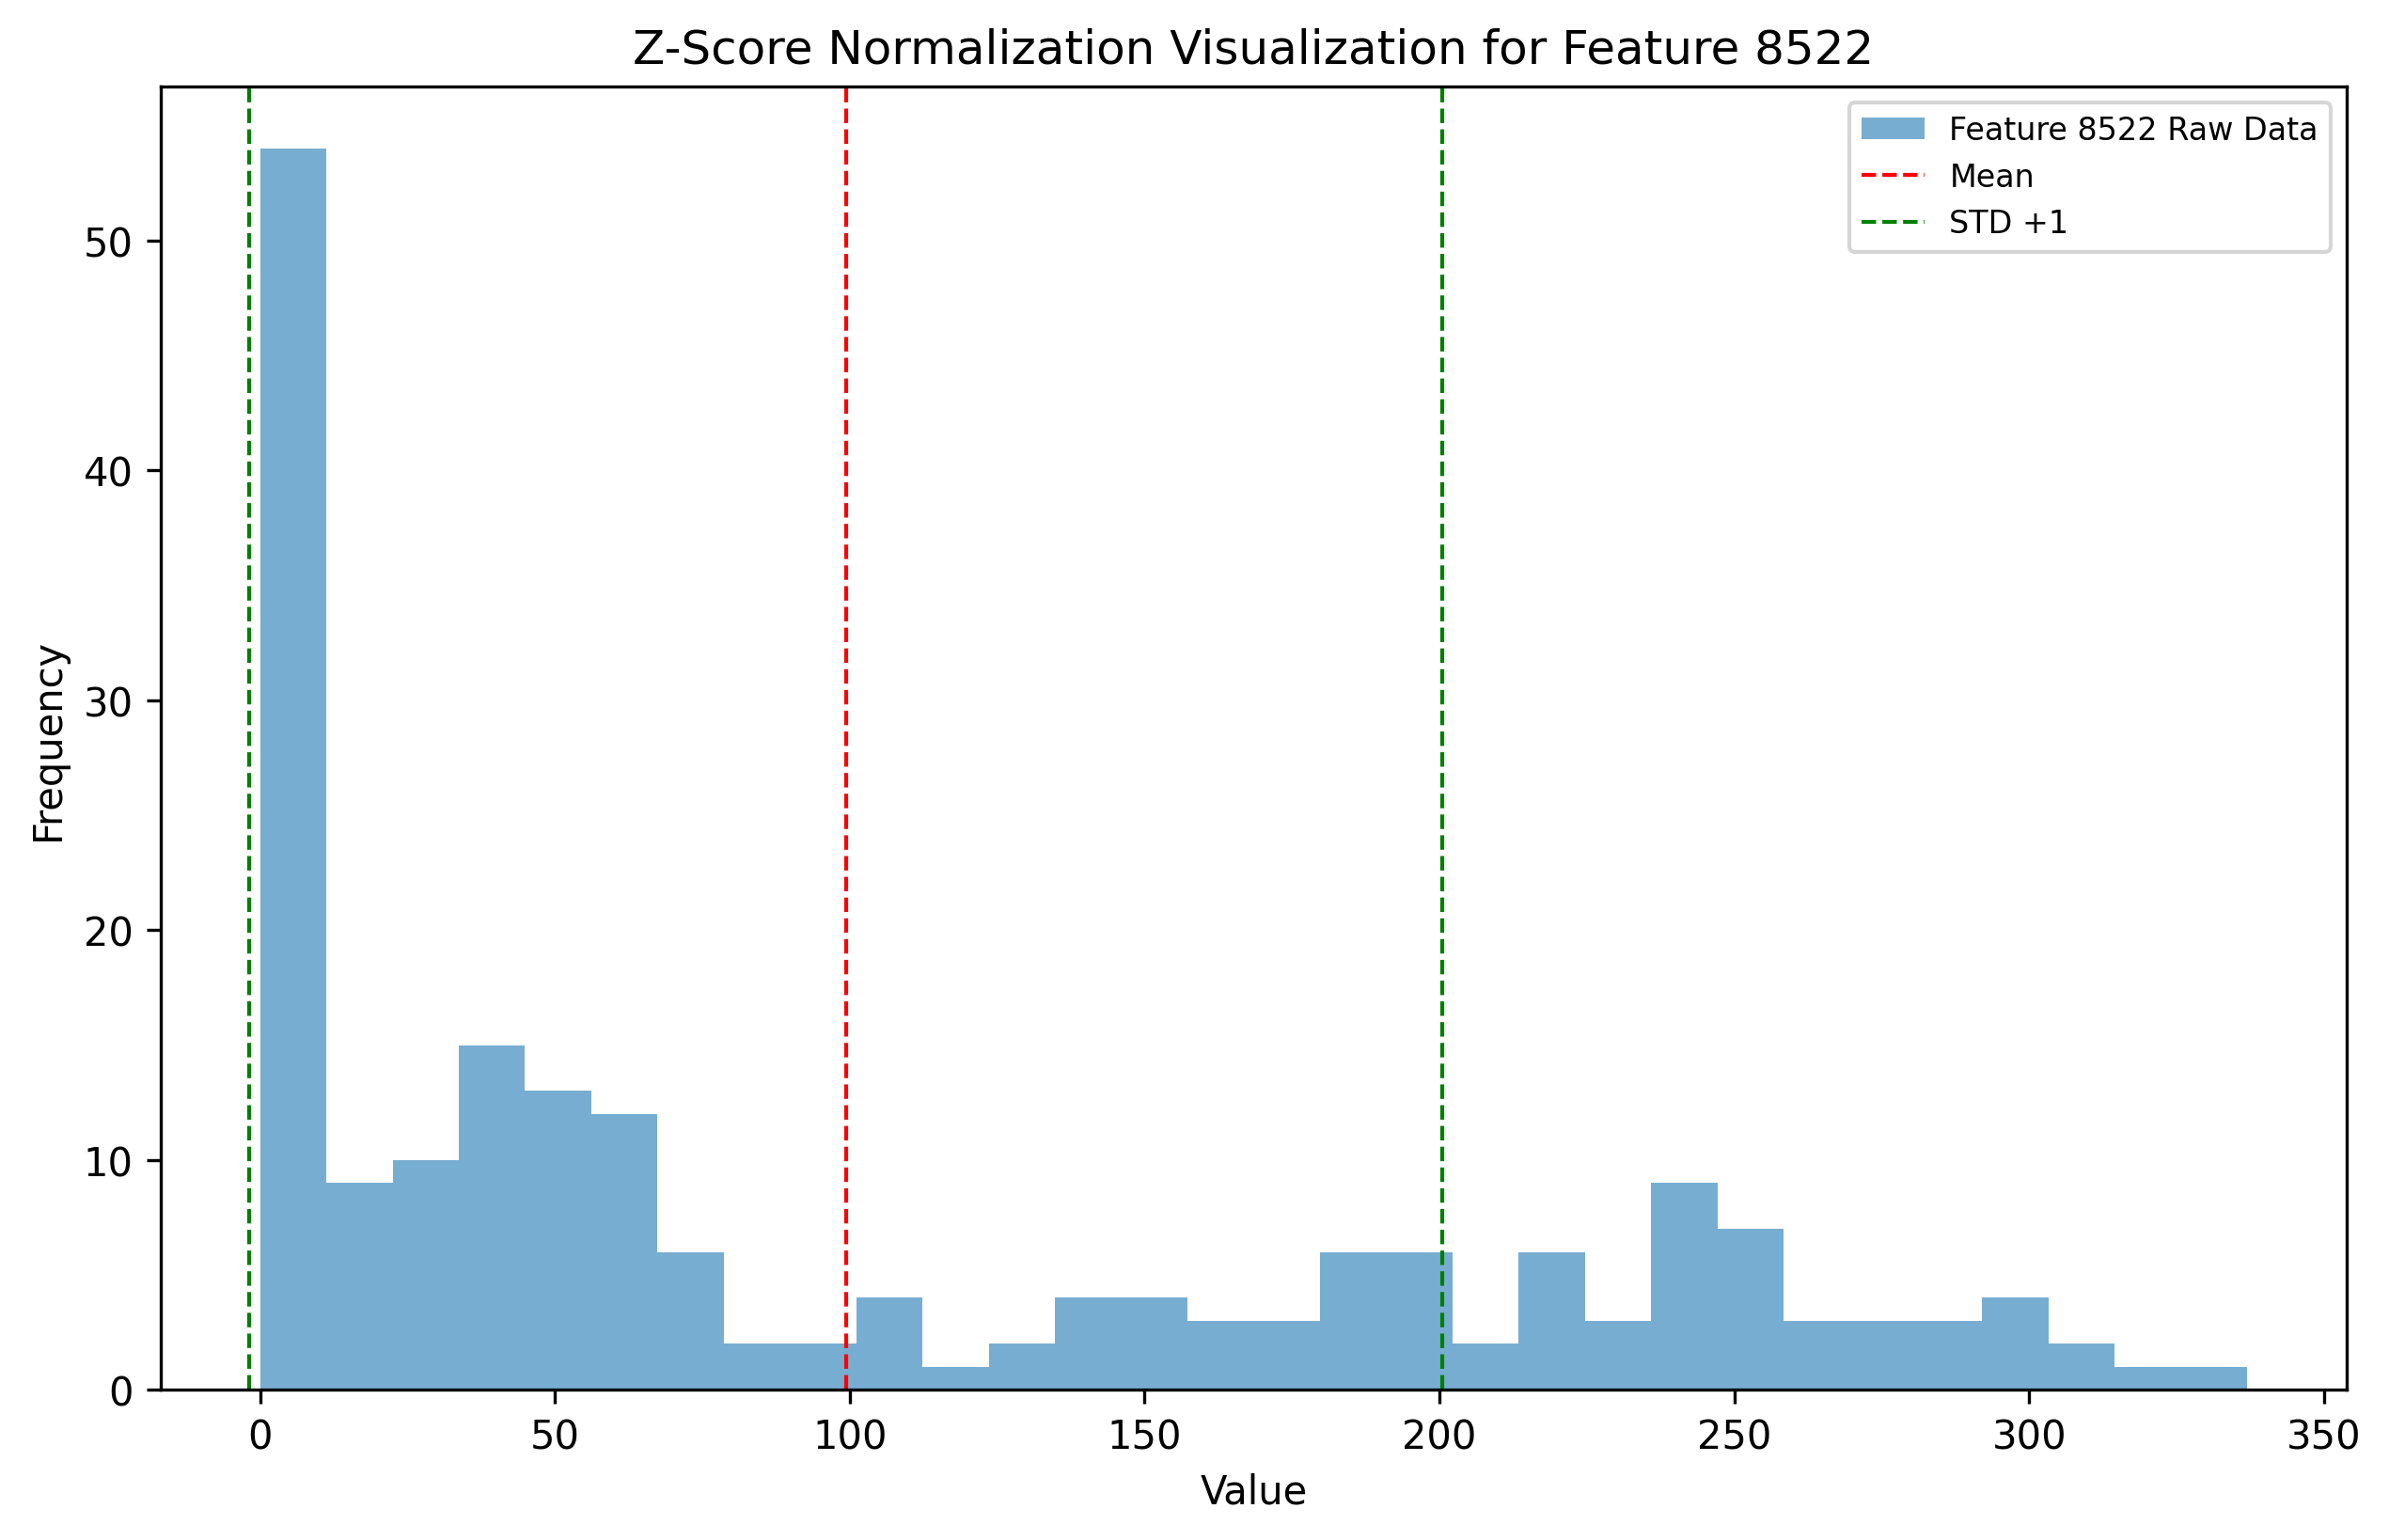 Z-Score Normalization Visualization for Feature 8522
Feature 8522 Raw Data
Mean
STD +1
Frequency
50
40
30
20
10
0
0 50 100 150 200 250 300 350
Value